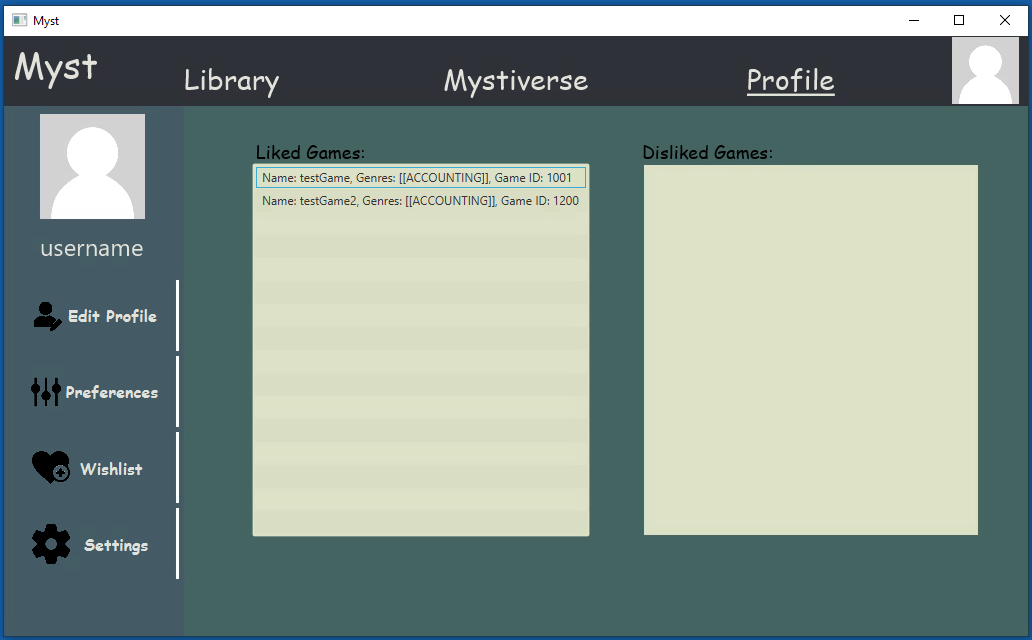 Myst
Myst
Library
Mystiverse
Profile
username
Edit Profile
Preferences
Wishlist
Settings
Liked Games:
Name: testGame, Genres: [[ACCOUNTING]], Game ID: 1001
Name: testGame2, Genres: [[ACCOUNTING]], Game ID: 1200
Disliked Games: